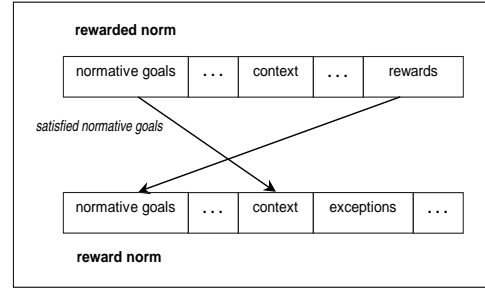 rewarded norm
normative goals ... context ... rewards
satisfied normative goals
normative goals ... context exceptions ...
reward norm